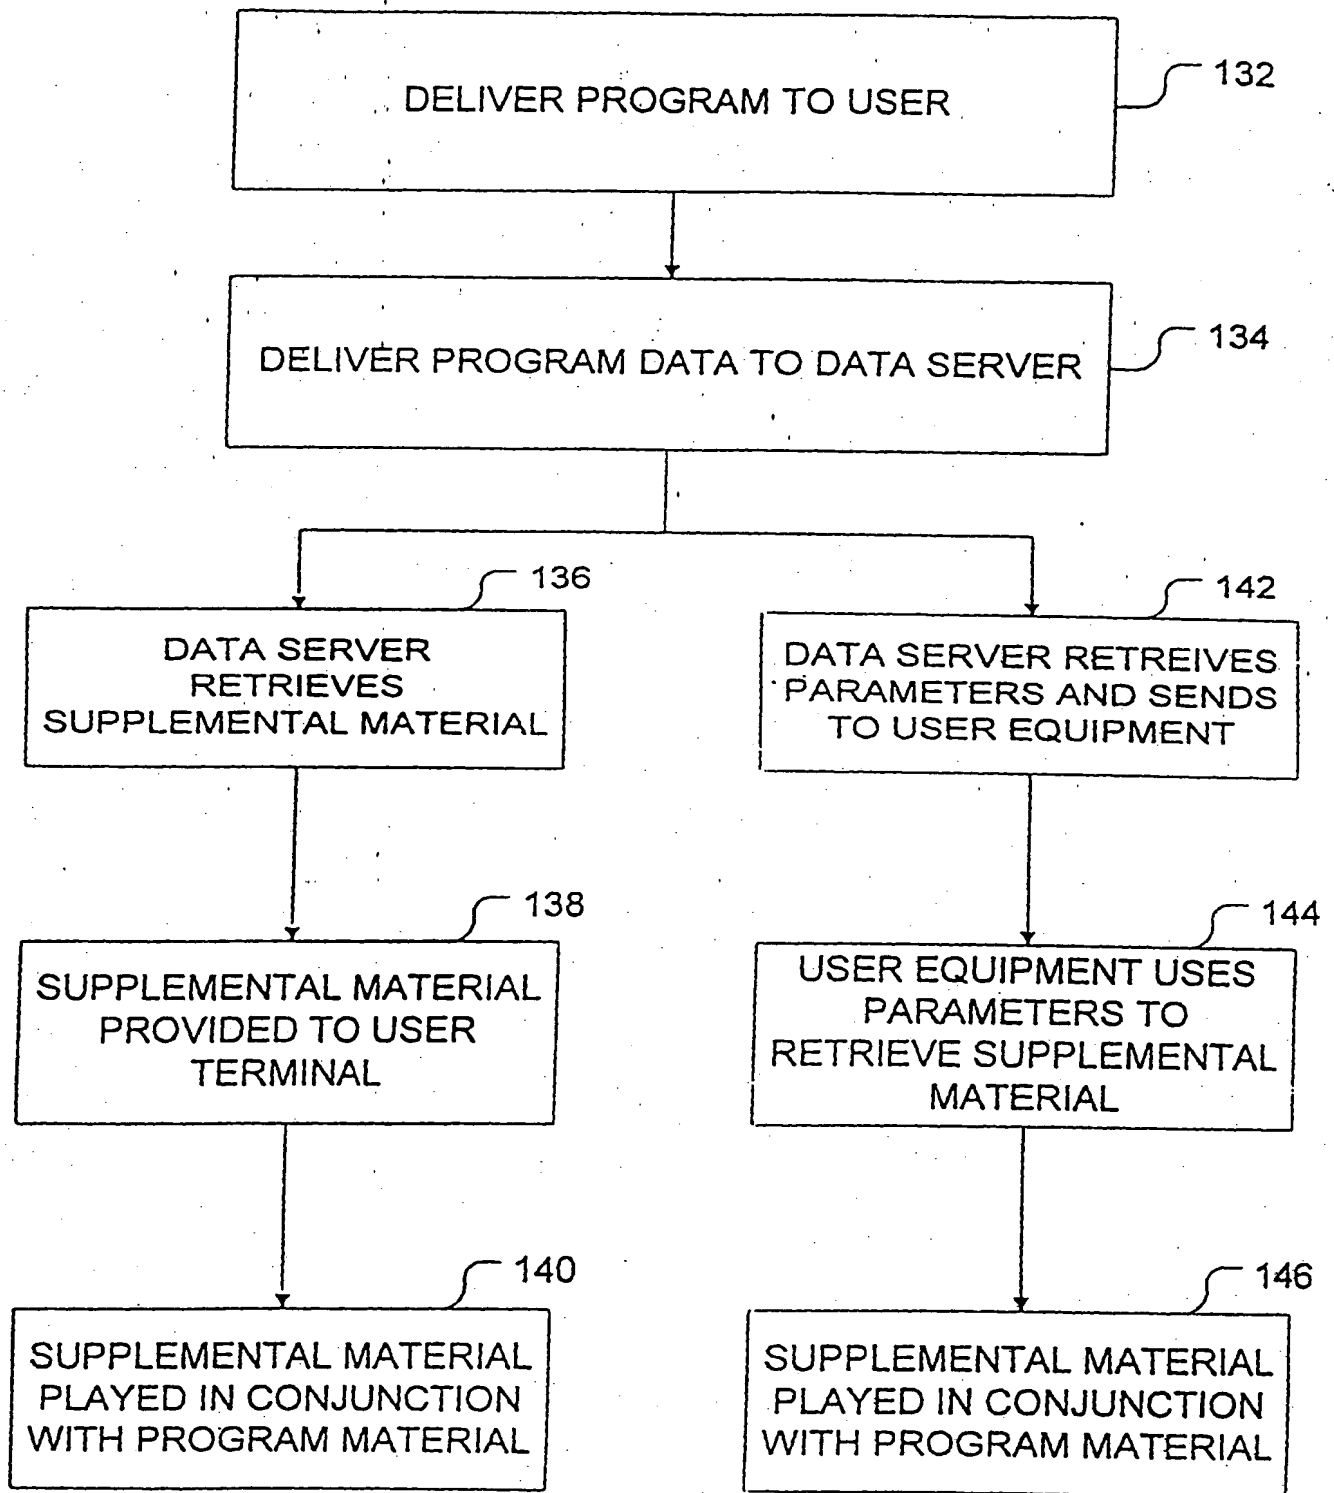 DELIVER PROGRAM TO USER
132
DELIVER PROGRAM DATA TO DATA SERVER
134
136
DATA SERVER
RETRIEVES
SUPPLEMENTAL MATERIAL
142
DATA SERVER RETREIVES
PARAMETERS AND SENDS
TO USER EQUIPMENT
138
SUPPLEMENTAL MATERIAL
PROVIDED TO USER
TERMINAL
144
USER EQUIPMENT USES
PARAMETERS TO
RETRIEVE SUPPLEMENTAL
MATERIAL
140
SUPPLEMENTAL MATERIAL
PLAYED IN CONJUNCTION
WITH PROGRAM MATERIAL
146
SUPPLEMENTAL MATERIAL
PLAYED IN CONJUNCTION
WITH PROGRAM MATERIAL